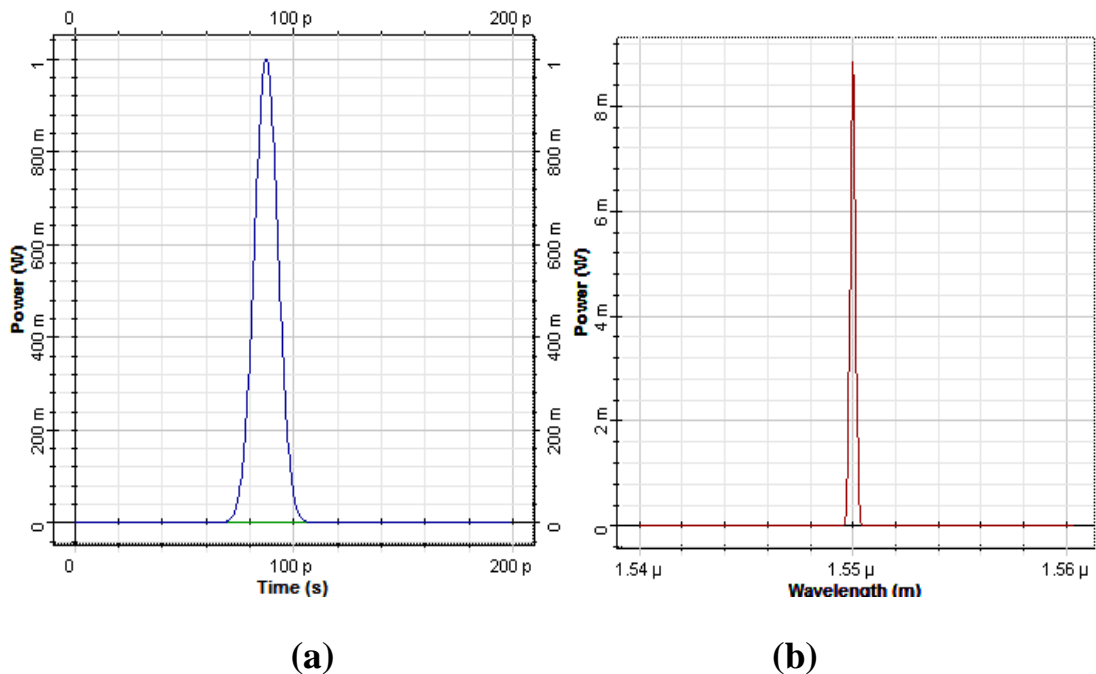 0 100 p 200 p
1 1
800 m 800 m
600 m 600 m
400 m 400 m
200 m 200 m
0 0
Power (W)
0 100 p 200 p
Time (s)
8 m
6 m
4 m
2 m
0
Power (W)
1.54 µ 1.55 µ 1.56 µ
Wavelength (m)
(a) (b)